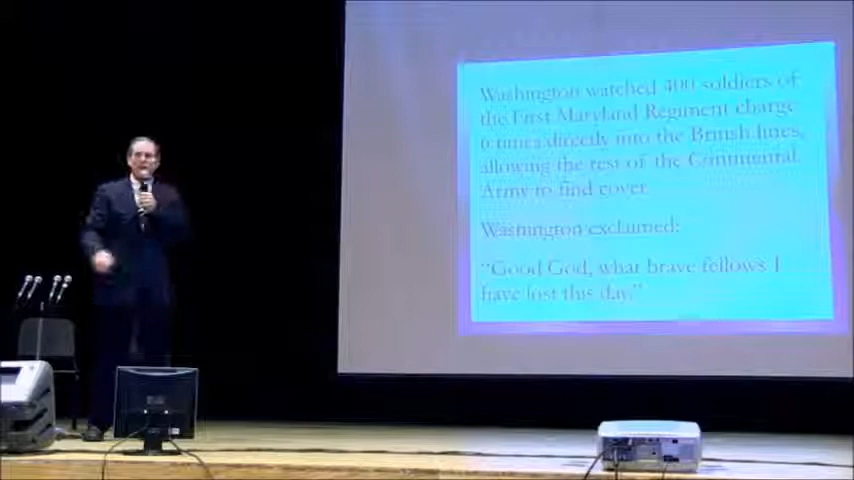 Washington watched 400 soldiers of
the First Maryland Regiment charge
6 times directly into the British lines,
allowing the rest of the Continental
Army to find cover.
Washington exclaimed:
"Good God, what brave fellows I
have lost this day."